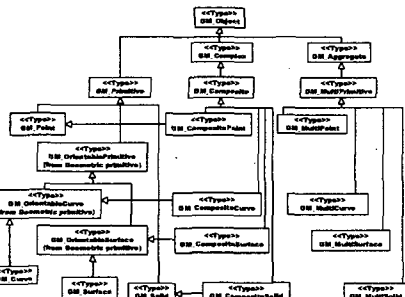 <<Type>>
GM_Object
<<Type>>
GM_Complex
<<Type>>
GM_Aggregate
<<Type>>
GM_Primitive
<<Type>>
GM_Composite
<<Type>>
GM_MultiPrimitive
<<Type>>
GM_Point
<<Type>>
GM_CompositePoint
<<Type>>
GM_MultiPoint
<<Type>>
GM_OrientablePrimitive
(from Geometric primitive)
<<Type>>
GM_OrientableCurve
(from Geometric primitive)
<<Type>>
GM_CompositeCurve
<<Type>>
GM_MultiCurve
<<Type>>
GM_OrientableSurface
(from Geometric primitive)
<<Type>>
GM_CompositeSurface
<<Type>>
GM_MultiSurface
<<Type>>
GM_Curve
<<Type>>
GM_Surface
<<Type>>
GM_Solid
<<Type>>
GM_CompositeSolid
<<Type>>
GM_MultiSolid